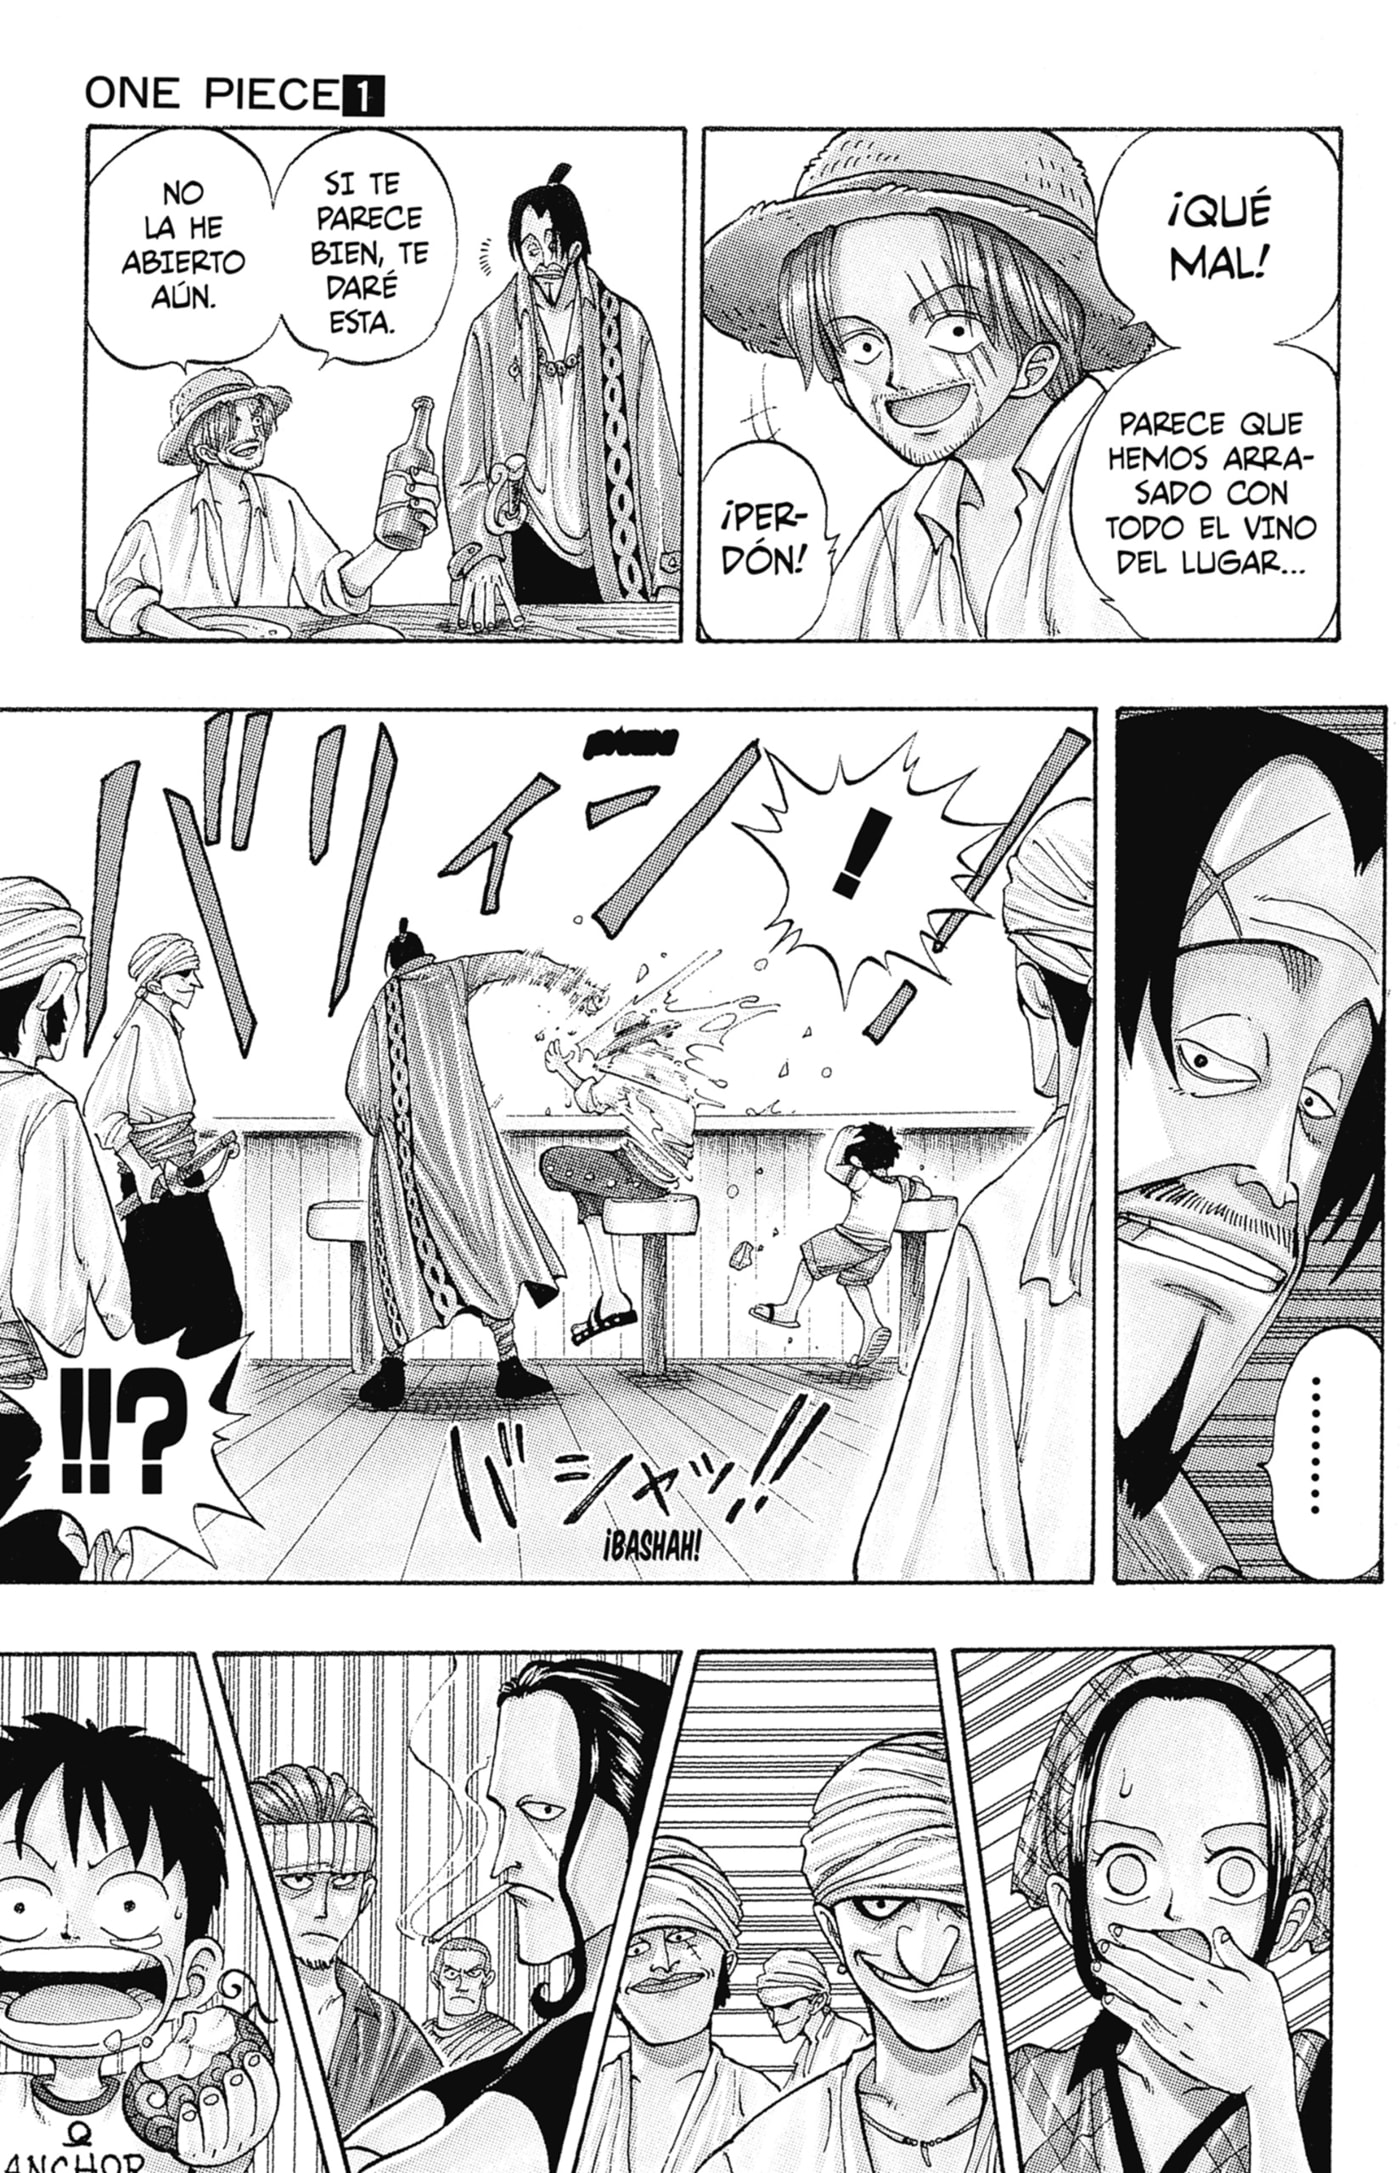 ONE PIECE 1
¡QUÉ
MAL!
PARECE QUE
HEMOS ARRA-
SADO CON
TODO EL VINO
DEL LUGAR...
¡PER-
DÓN!
SI TE
PARECE
BIEN, TE
DARÉ
ESTA.
NO
LA HE
ABIERTO
AÚN.
.........
パリィン
!
!!?
バシャッ!!
¡BASHAH!
ANCHOR